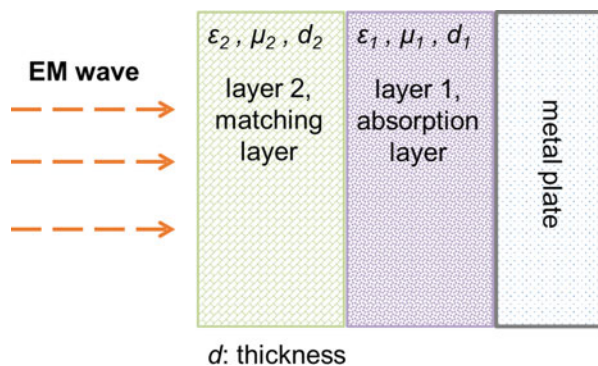 ε2 , μ2 , d2
ε1 , μ1 , d1
EM wave
layer 2,
matching
layer
layer 1,
absorption
layer
metal plate
d: thickness